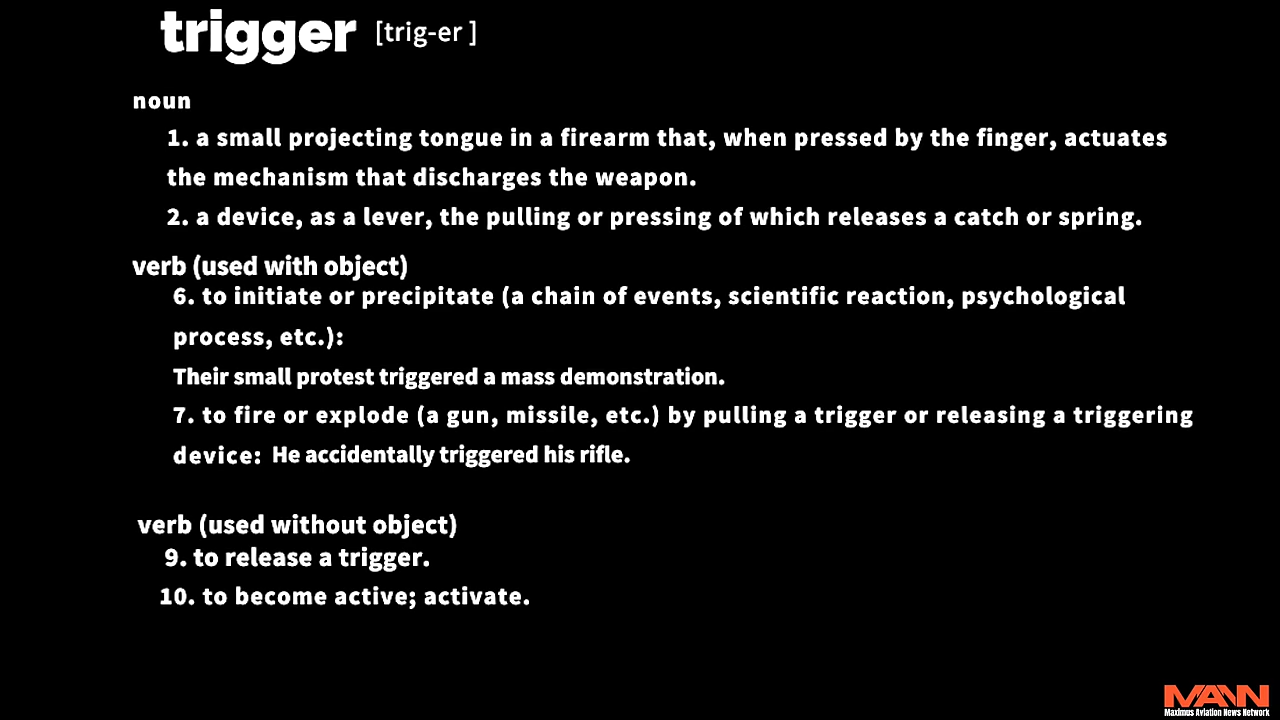 trigger [trig-er ]
noun
1. a small projecting tongue in a firearm that, when pressed by the finger, actuates
the mechanism that discharges the weapon.
2. a device, as a lever, the pulling or pressing of which releases a catch or spring.
verb (used with object)
6. to initiate or precipitate (a chain of events, scientific reaction, psychological
process, etc.):
Their small protest triggered a mass demonstration.
7. to fire or explode (a gun, missile, etc.) by pulling a trigger or releasing a triggering
device: He accidentally triggered his rifle.
verb (used without object)
9. to release a trigger.
10. to become active; activate.
MANN
Maximus Aviation News Network